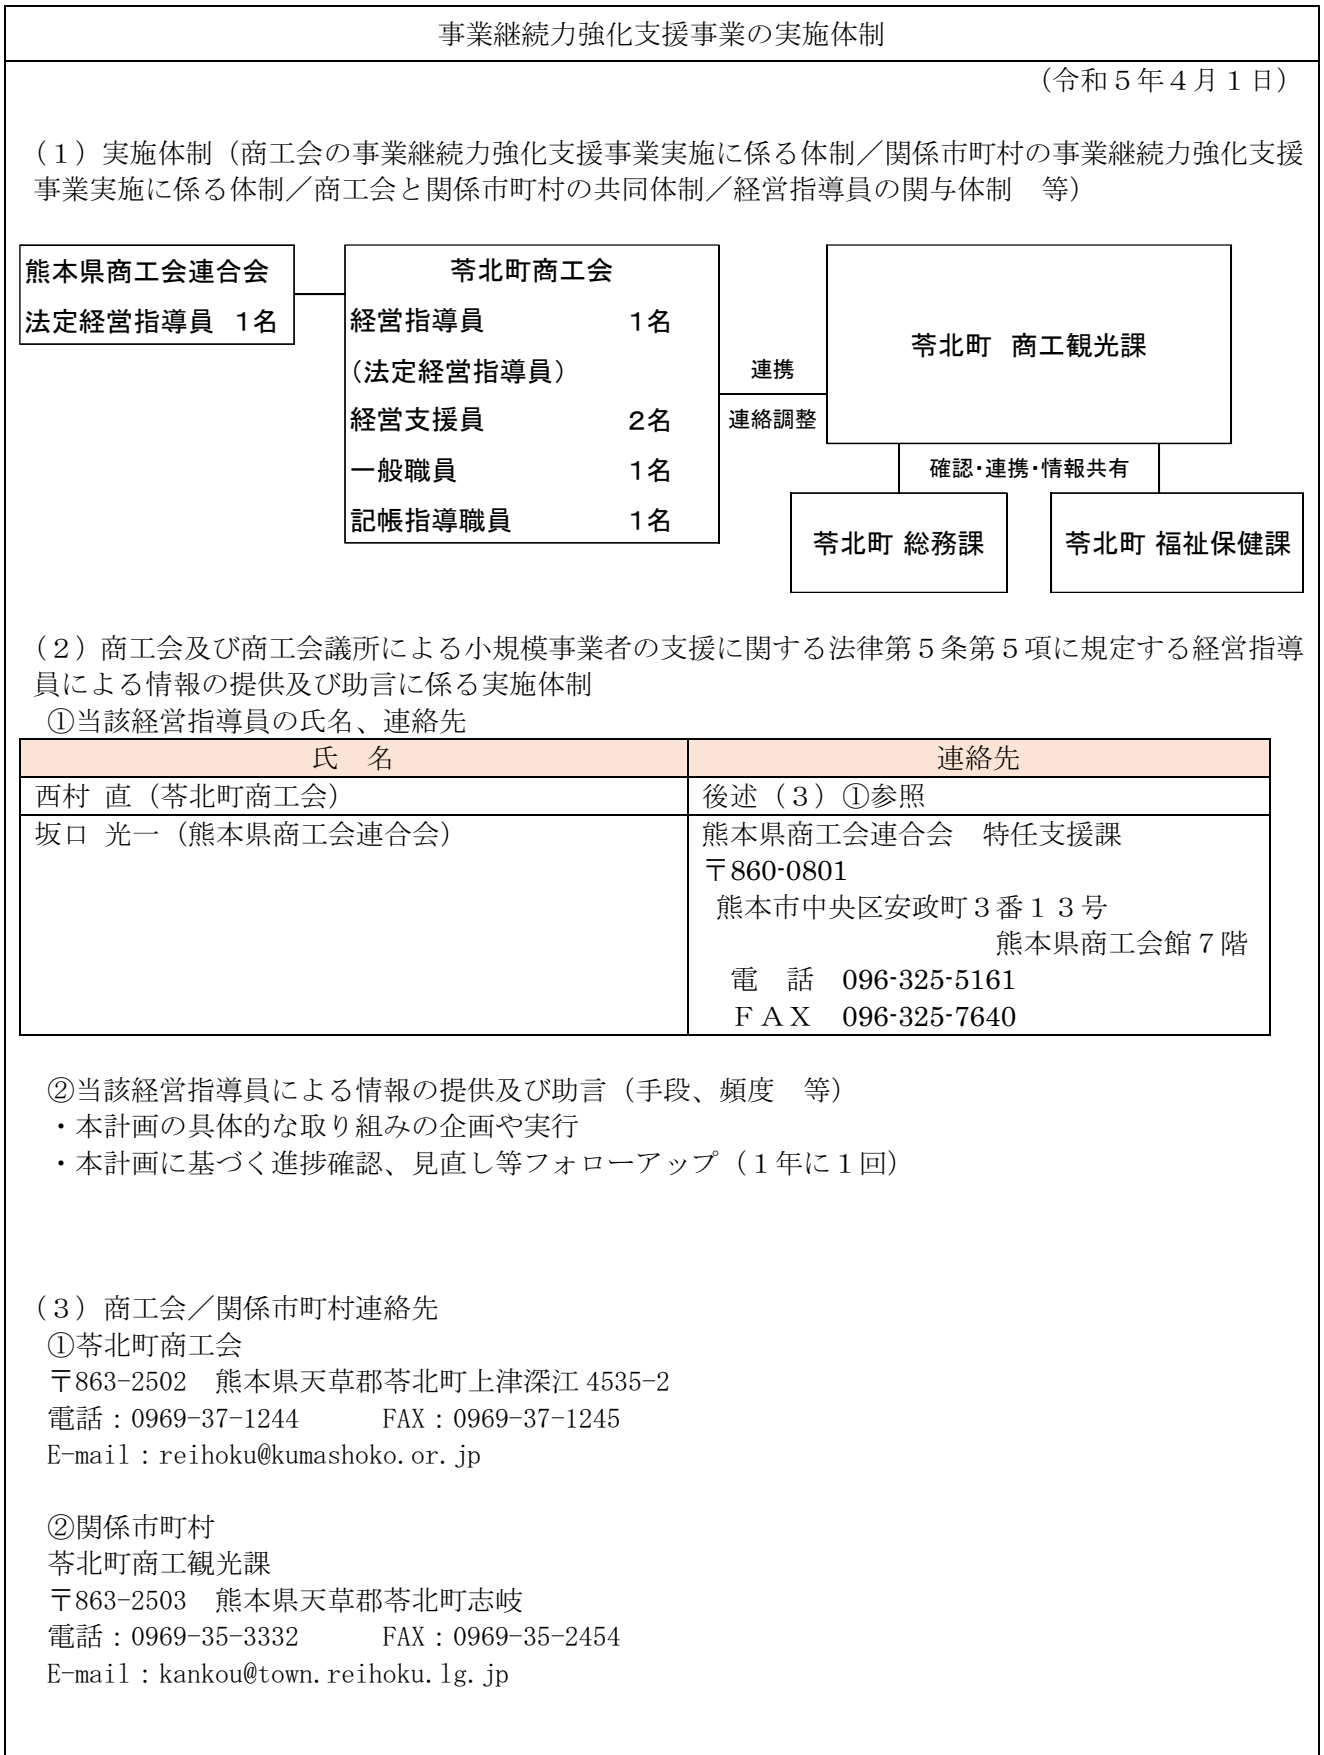 事業継続力強化支援事業の実施体制
（令和５年４月１日）
（１）実施体制（商工会の事業継続力強化支援事業実施に係る体制／関係市町村の事業継続力強化支援
事業実施に係る体制／商工会と関係市町村の共同体制／経営指導員の関与体制　等）
熊本県商工会連合会
法定経営指導員　１名
苓北町商工会
経営指導員　１名
（法定経営指導員）
経営支援員　２名
一般職員　１名
記帳指導職員　１名
連携
連絡調整
苓北町　商工観光課
確認・連携・情報共有
苓北町 総務課
苓北町 福祉保健課
（２）商工会及び商工会議所による小規模事業者の支援に関する法律第５条第５項に規定する経営指導
員による情報の提供及び助言に係る実施体制
①当該経営指導員の氏名、連絡先
氏　名　連絡先
西村 直（苓北町商工会）　後述（３）①参照
坂口 光一（熊本県商工会連合会）　熊本県商工会連合会　特任支援課
〒860-0801
熊本市中央区安政町３番１３号
熊本県商工会館７階
電　話　096-325-5161
ＦＡＸ　096-325-7640
②当該経営指導員による情報の提供及び助言（手段、頻度　等）
・本計画の具体的な取り組みの企画や実行
・本計画に基づく進捗確認、見直し等フォローアップ（１年に１回）
（３）商工会／関係市町村連絡先
①苓北町商工会
〒863-2502　熊本県天草郡苓北町上津深江 4535-2
電話：0969-37-1244　FAX：0969-37-1245
E-mail：reihoku@kumashoko.or.jp
②関係市町村
苓北町商工観光課
〒863-2503　熊本県天草郡苓北町志岐
電話：0969-35-3332　FAX：0969-35-2454
E-mail：kankou@town.reihoku.lg.jp